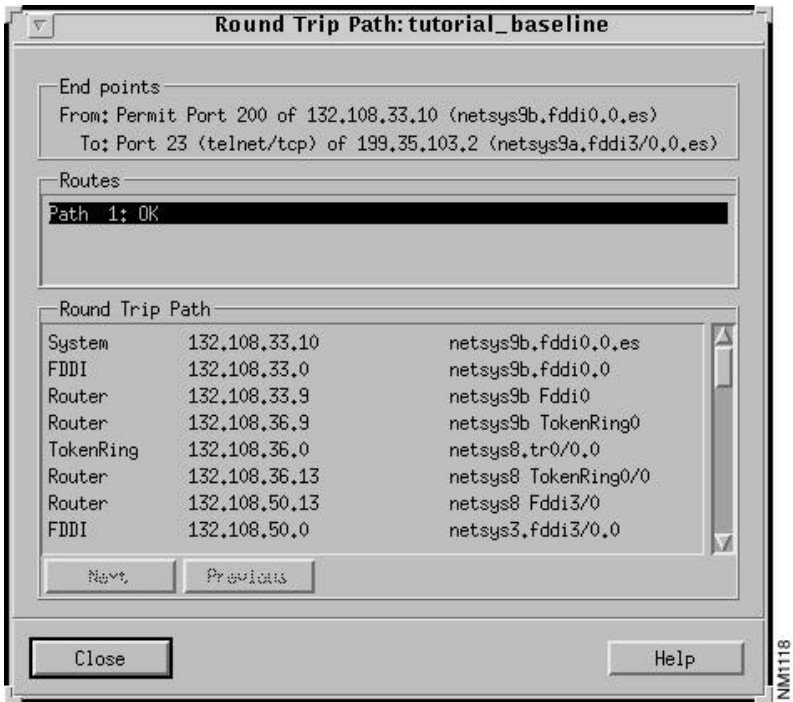 Round Trip Path: tutorial_baseline
End points
From: Permit Port 200 of 132.108.33.10 (netsys9b.fddi0.0.es)
To: Port 23 (telnet/tcp) of 199.35.103.2 (netsys9a.fddi3/0.0.es)
Routes
Path 1: OK
Round Trip Path
System 132.108.33.10 netsys9b.fddi0.0.es
FDDI 132.108.33.0 netsys9b.fddi0.0
Router 132.108.33.9 netsys9b Fddi0
Router 132.108.36.9 netsys9b TokenRing0
TokenRing 132.108.36.0 netsys8.tr0/0.0
Router 132.108.36.13 netsys8 TokenRing0/0
Router 132.108.50.13 netsys8 Fddi3/0
FDDI 132.108.50.0 netsys3.fddi3/0.0
Next Previous
Close Help
NM1118